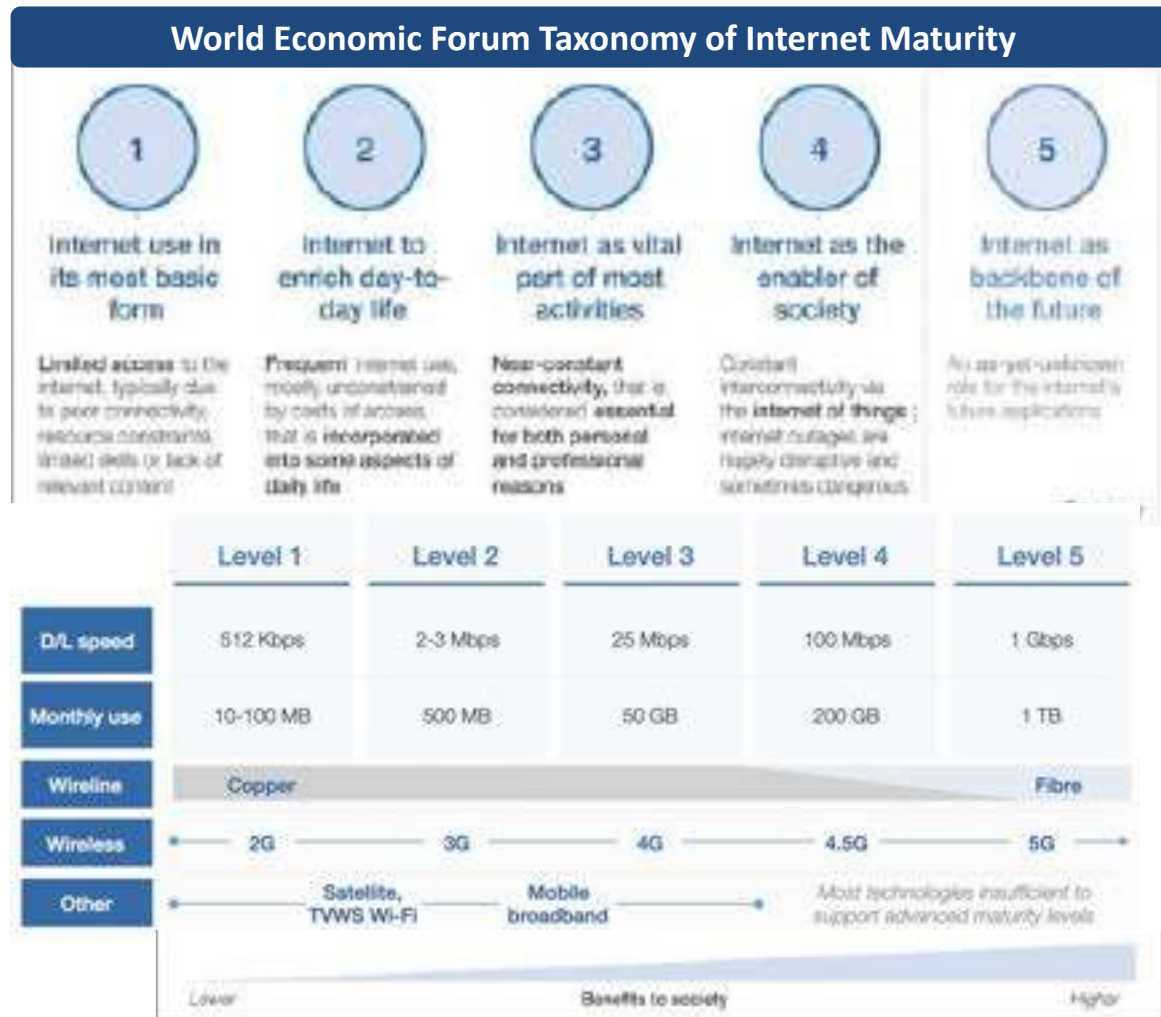 World Economic Forum Taxonomy of Internet Maturity
1
2
3
4
5
Internet use in
its most basic
form
Internet to
enrich day-to-
day life
Internet as vital
part of most
activities
Internet as the
enabler of
society
Internet as
backbone of
the future
Limited access to the
internet, typically due
to poor connectivity,
resource constraints,
limited skills or lack of
relevant content
Frequent internet use,
mostly unconstrained
by costs of access,
that is incorporated
into some aspects of
daily life
Near-constant
connectivity, that is
considered essential
for both personal
and professional
reasons
Constant
interconnectivity via
the internet of things;
internet outages are
hugely disruptive and
sometimes dangerous
An as-yet-unknown
role for the internet's
future applications
Level 1
Level 2
Level 3
Level 4
Level 5
D/L speed
512 Kbps
2-3 Mbps
25 Mbps
100 Mbps
1 Gbps
Monthly use
10-100 MB
500 MB
50 GB
200 GB
1 TB
Wireline
Copper
Fibre
Wireless
2G
3G
4G
4.5G
5G
Other
Satellite,
TVWS Wi-Fi
Mobile
broadband
Most technologies insufficient to
support advanced maturity levels
Lower
Benefits to society
Higher